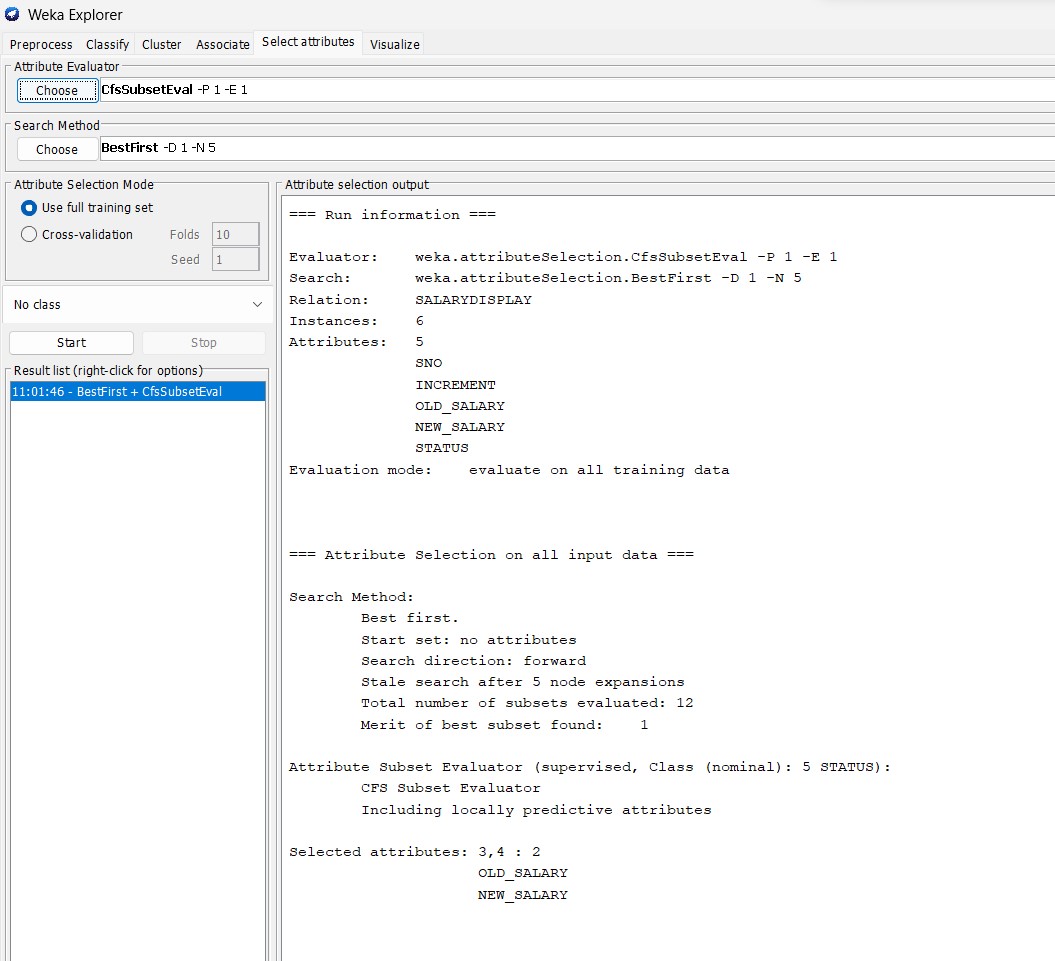 Weka Explorer
Preprocess Classify Cluster Associate Select attributes Visualize
Attribute Evaluator
Choose CfsSubsetEval -P 1 -E 1
Search Method
Choose BestFirst -D 1 -N 5
Attribute Selection Mode
Use full training set
Cross-validation Folds 10
Seed 1
No class
Start Stop
Result list (right-click for options)
11:01:46 - BestFirst + CfsSubsetEval
Attribute selection output
=== Run information ===
Evaluator: weka.attributeSelection.CfsSubsetEval -P 1 -E 1
Search: weka.attributeSelection.BestFirst -D 1 -N 5
Relation: SALARYDISPLAY
Instances: 6
Attributes: 5
SNO
INCREMENT
OLD_SALARY
NEW_SALARY
STATUS
Evaluation mode: evaluate on all training data
=== Attribute Selection on all input data ===
Search Method:
Best first.
Start set: no attributes
Search direction: forward
Stale search after 5 node expansions
Total number of subsets evaluated: 12
Merit of best subset found: 1
Attribute Subset Evaluator (supervised, Class (nominal): 5 STATUS):
CFS Subset Evaluator
Including locally predictive attributes
Selected attributes: 3,4 : 2
OLD_SALARY
NEW_SALARY